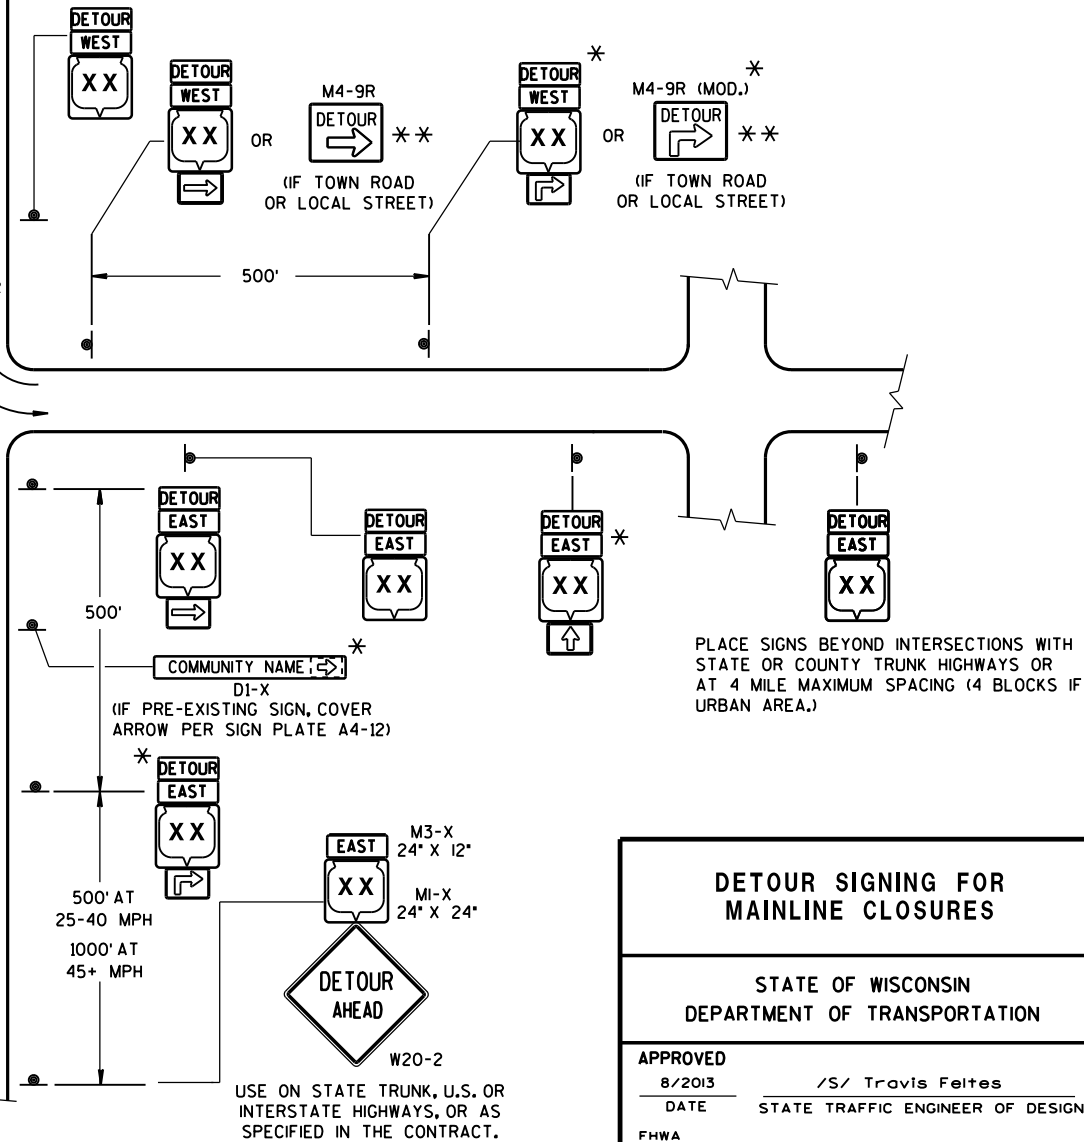 DETOUR
WEST
XX
DETOUR
WEST
XX
OR
M4-9R
DETOUR
**
(IF TOWN ROAD
OR LOCAL STREET)
*
DETOUR
WEST
XX
OR
*
M4-9R (MOD.)
DETOUR
**
(IF TOWN ROAD
OR LOCAL STREET)
500'
DETOUR
EAST
XX
500'
DETOUR
EAST
XX
DETOUR
EAST
*
XX
DETOUR
EAST
XX
PLACE SIGNS BEYOND INTERSECTIONS WITH
STATE OR COUNTY TRUNK HIGHWAYS OR
AT 4 MILE MAXIMUM SPACING (4 BLOCKS IF
URBAN AREA.)
COMMUNITY NAME
*
D1-X
(IF PRE-EXISTING SIGN, COVER
ARROW PER SIGN PLATE A4-12)
*
DETOUR
EAST
XX
500' AT
25-40 MPH
1000' AT
45+ MPH
EAST
M3-X
24" X 12"
XX
M1-X
24" X 24"
DETOUR
AHEAD
W20-2
USE ON STATE TRUNK, U.S. OR
INTERSTATE HIGHWAYS, OR AS
SPECIFIED IN THE CONTRACT.
DETOUR SIGNING FOR
MAINLINE CLOSURES
STATE OF WISCONSIN
DEPARTMENT OF TRANSPORTATION
APPROVED
8/2013
/S/ Travis Feltes
DATE
STATE TRAFFIC ENGINEER OF DESIGN
FHWA